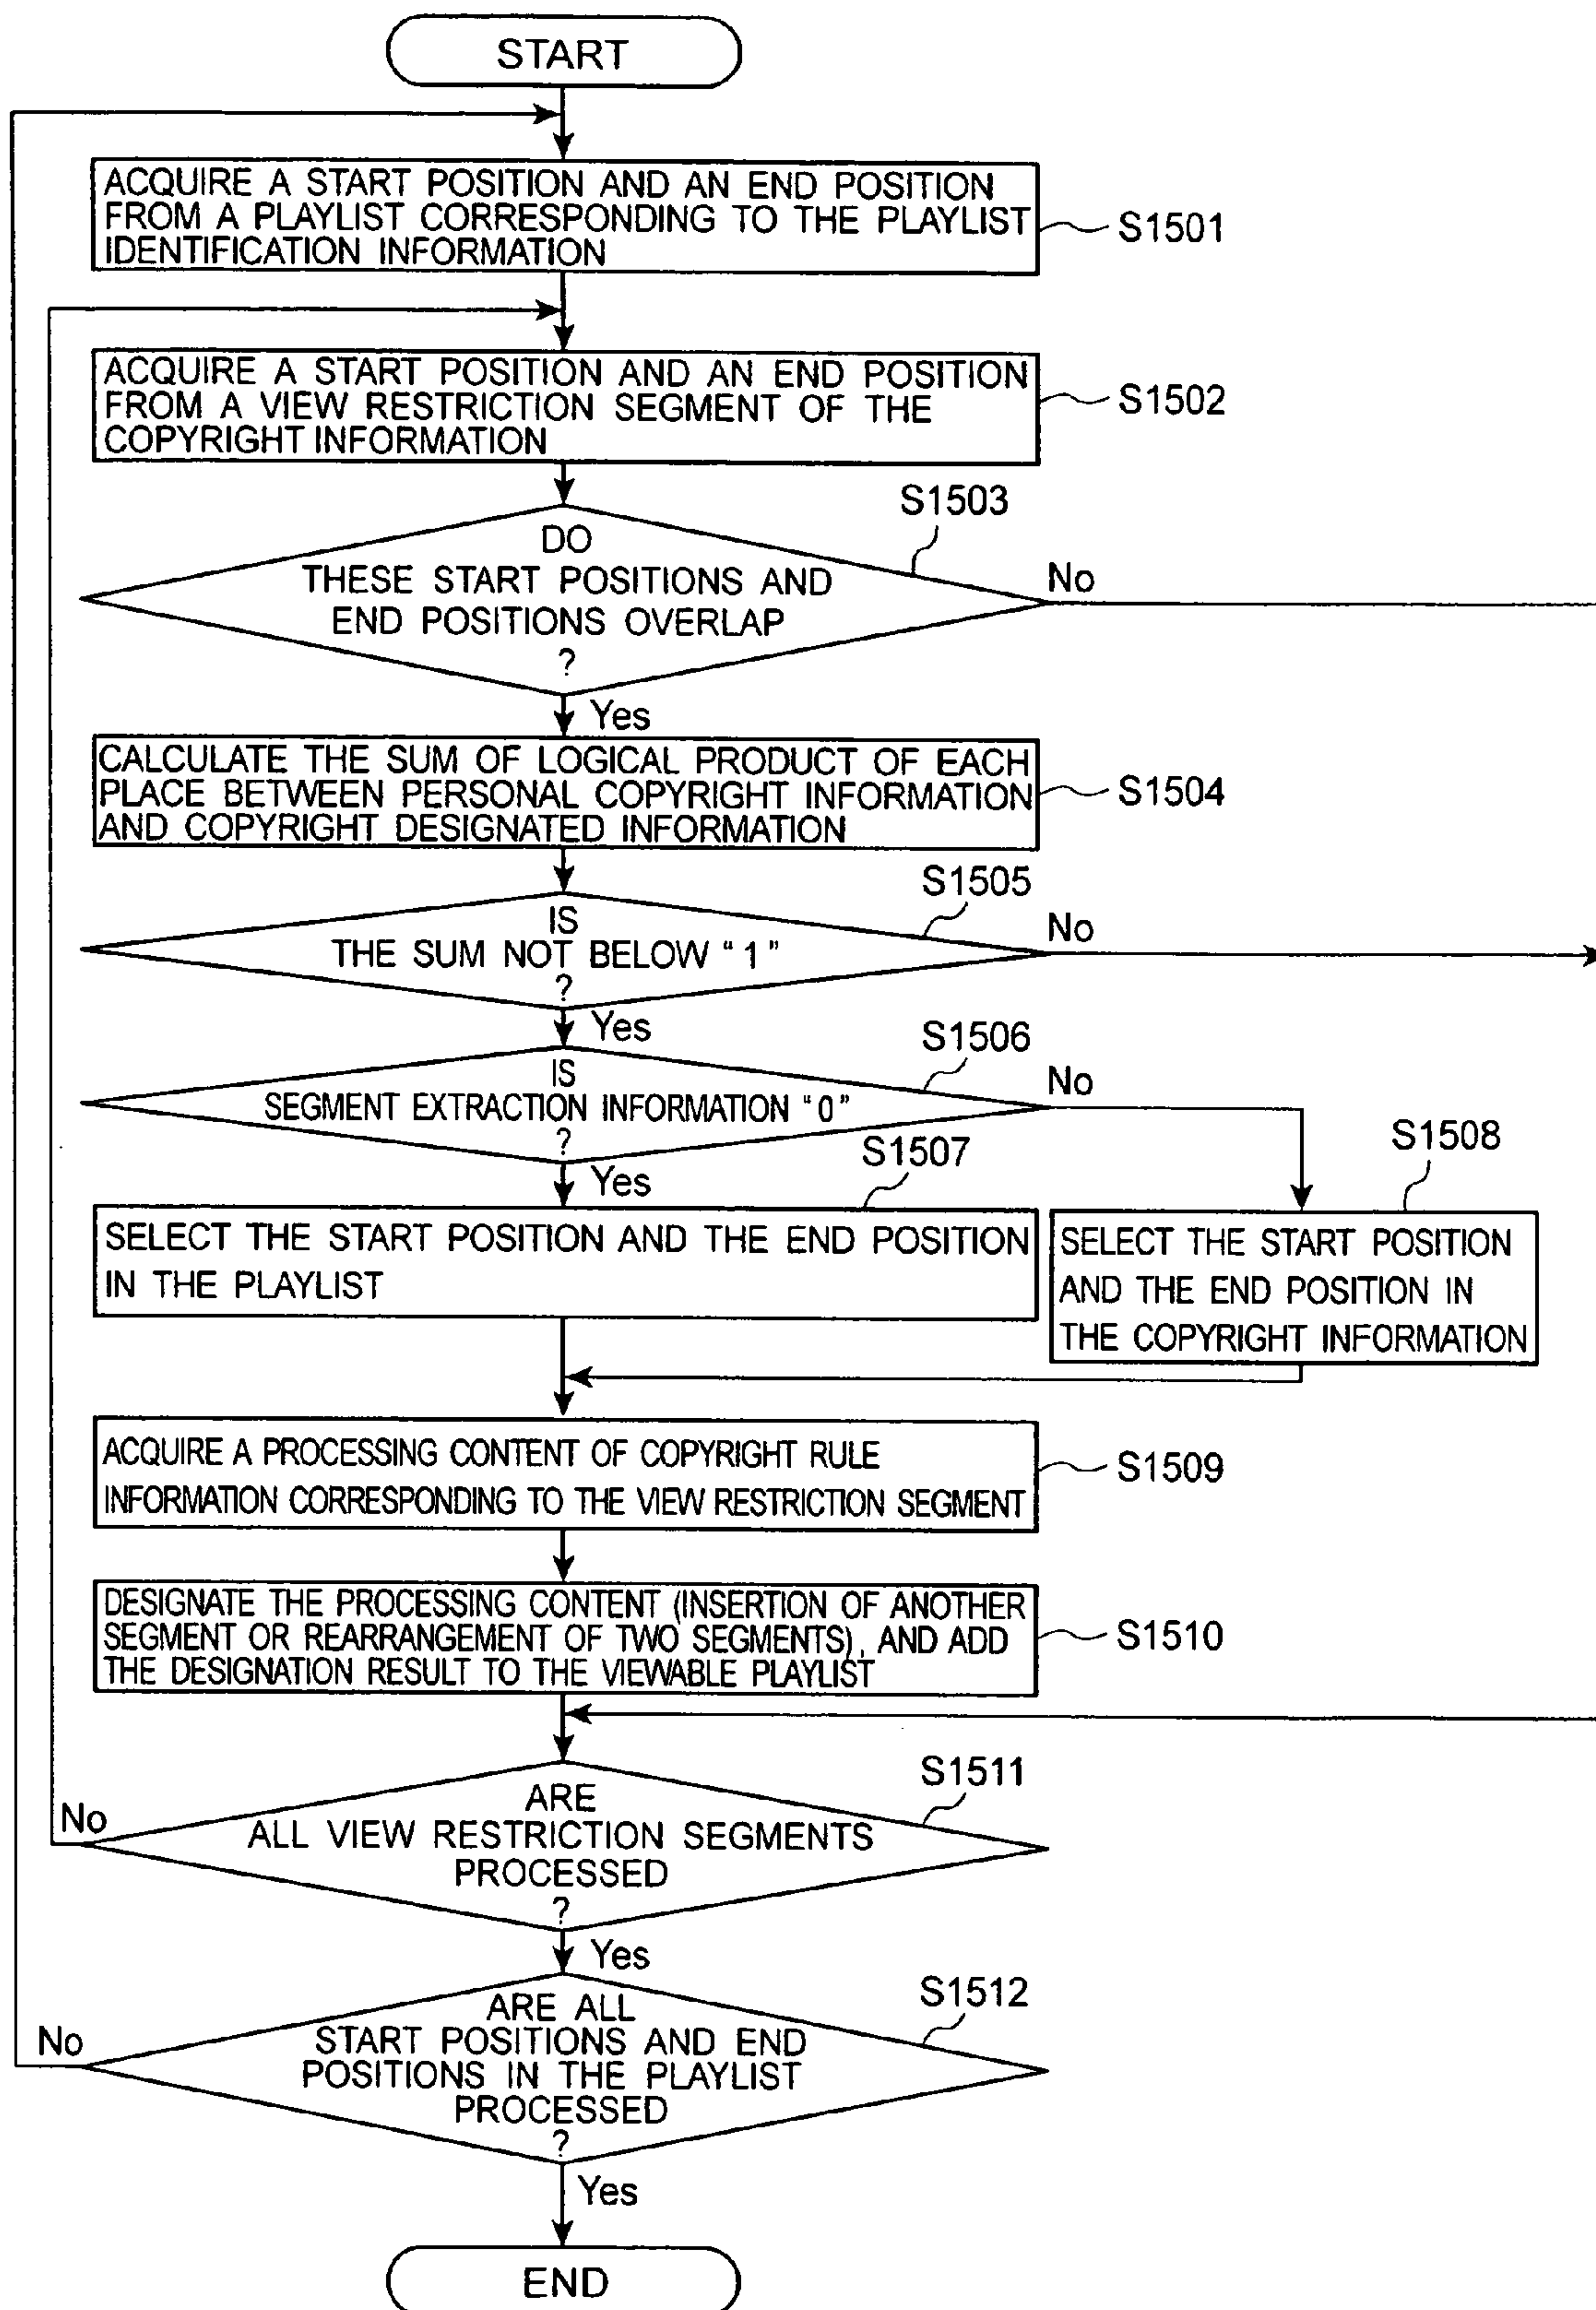 START
ACQUIRE A START POSITION AND AN END POSITION
FROM A PLAYLIST CORRESPONDING TO THE PLAYLIST
IDENTIFICATION INFORMATION
S1501
ACQUIRE A START POSITION AND AN END POSITION
FROM A VIEW RESTRICTION SEGMENT OF THE
COPYRIGHT INFORMATION
S1502
S1503
DO
THESE START POSITIONS AND
END POSITIONS OVERLAP
?
No
Yes
CALCULATE THE SUM OF LOGICAL PRODUCT OF EACH
PLACE BETWEEN PERSONAL COPYRIGHT INFORMATION
AND COPYRIGHT DESIGNATED INFORMATION
S1504
S1505
IS
THE SUM NOT BELOW “1”
?
No
Yes
S1506
IS
SEGMENT EXTRACTION INFORMATION “0”
?
No
Yes
S1507
SELECT THE START POSITION AND THE END POSITION
IN THE PLAYLIST
S1508
SELECT THE START POSITION
AND THE END POSITION IN
THE COPYRIGHT INFORMATION
ACQUIRE A PROCESSING CONTENT OF COPYRIGHT RULE
INFORMATION CORRESPONDING TO THE VIEW RESTRICTION SEGMENT
S1509
DESIGNATE THE PROCESSING CONTENT (INSERTION OF ANOTHER
SEGMENT OR REARRANGEMENT OF TWO SEGMENTS), AND ADD
THE DESIGNATION RESULT TO THE VIEWABLE PLAYLIST
S1510
S1511
ARE
ALL VIEW RESTRICTION SEGMENTS
PROCESSED
?
No
Yes
S1512
ARE ALL
START POSITIONS AND END
POSITIONS IN THE PLAYLIST
PROCESSED
?
No
Yes
END